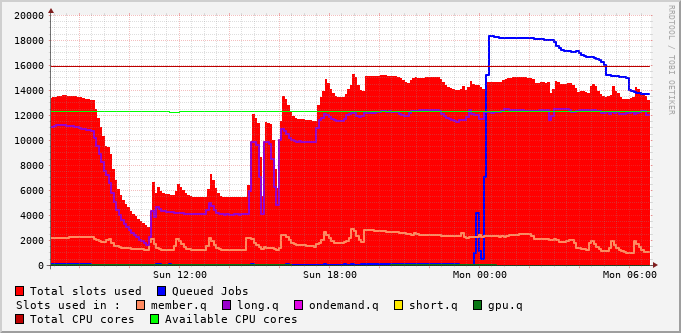 20000
18000
16000
14000
12000
10000
8000
6000
4000
2000
0
Sun 12:00 Sun 18:00 Mon 00:00 Mon 06:00
RRDTOOL / TOBI OETIKER
Total slots used Queued Jobs
Slots used in : member.q long.q ondemand.q short.q gpu.q
Total CPU cores Available CPU cores